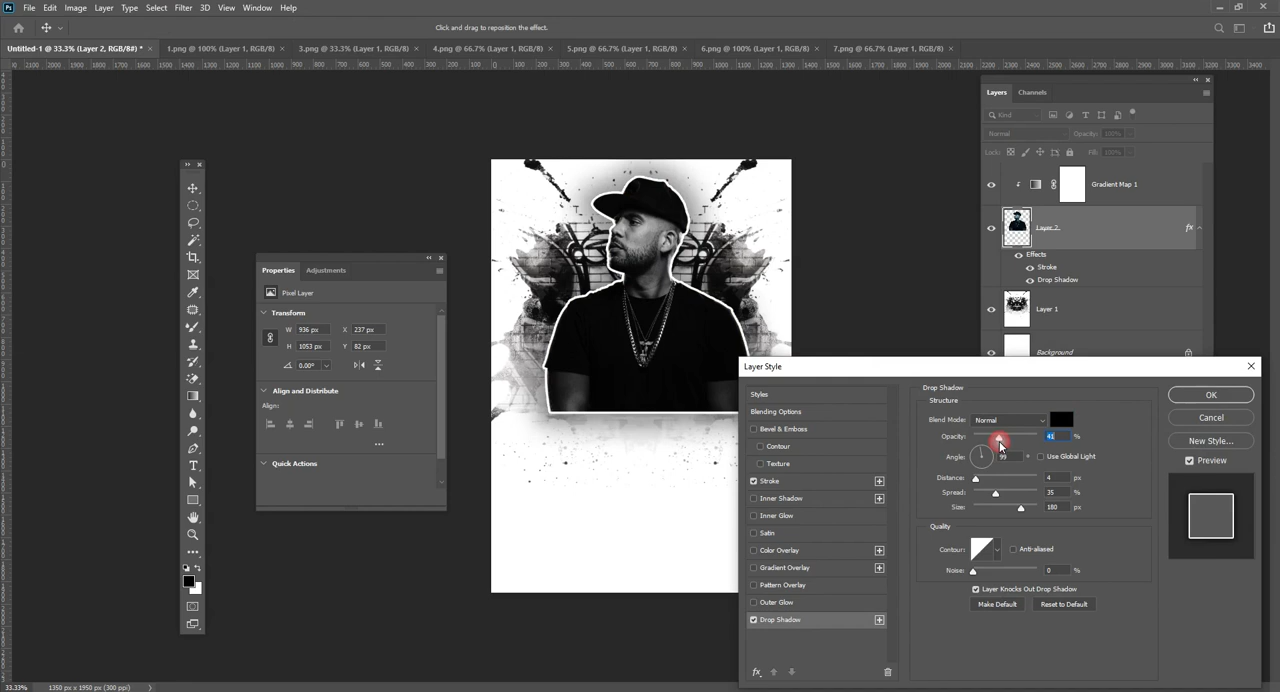 Ps File Edit Image Layer Type Select Filter 3D View Window Help
Click and drag to reposition the effect.
Untitled-1 @ 33.3% (Layer 2, RGB/8#) * × 1.png @ 100% (Layer 1, RGB/8) × 3.png @ 33.3% (Layer 1, RGB/8) × 4.png @ 66.7% (Layer 1, RGB/8) × 5.png @ 66.7% (Layer 1, RGB/8) × 6.png @ 100% (Layer 1, RGB/8) × 7.png @ 66.7% (Layer 1, RGB/8) ×
Layers Channels
Kind
Normal Opacity: 100%
Lock: Fill: 100%
Gradient Map 1
Layer 2 fx
Effects
Stroke
Drop Shadow
Layer 1
Background
Properties Adjustments
Pixel Layer
Transform
W 936 px X 237 px
H 1053 px Y 82 px
0.00°
Align and Distribute
Align:
Quick Actions
T
Layer Style
Styles
Blending Options
Bevel & Emboss
Contour
Texture
Stroke
Inner Shadow
Inner Glow
Satin
Color Overlay
Gradient Overlay
Pattern Overlay
Outer Glow
Drop Shadow
fx
Drop Shadow
Structure
Blend Mode: Normal
Opacity: 41 %
Angle: 99 ° Use Global Light
Distance: 4 px
Spread: 35 %
Size: 180 px
Quality
Contour: Anti-aliased
Noise: 0 %
Layer Knocks Out Drop Shadow
Make Default Reset to Default
OK
Cancel
New Style...
Preview
33.33% 1350 px x 1950 px (300 ppi)